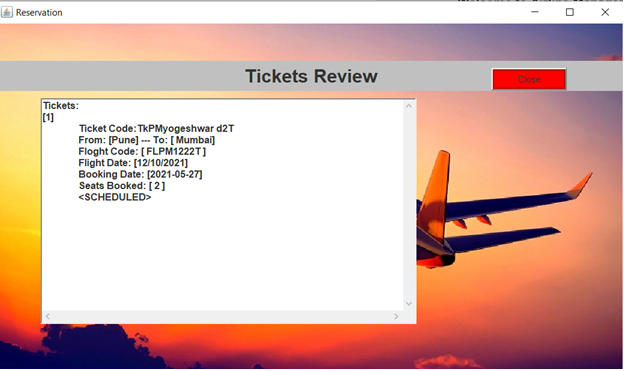 Reservation
Tickets Review
Close
Tickets:
[1]
Ticket Code:TkPMyogeshwar d2T
From: [Pune] --- To: [ Mumbai]
Floght Code: [ FLPM1222T ]
Flight Date: [12/10/2021]
Booking Date: [2021-05-27]
Seats Booked: [ 2 ]
<SCHEDULED>